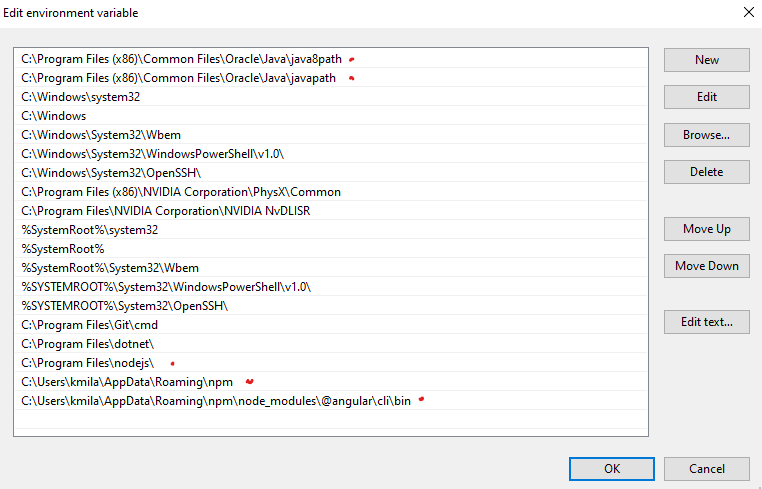 Edit environment variable
C:\Program Files (x86)\Common Files\Oracle\Java\java8path
C:\Program Files (x86)\Common Files\Oracle\Java\javapath
C:\Windows\system32
C:\Windows
C:\Windows\System32\Wbem
C:\Windows\System32\WindowsPowerShell\v1.0\
C:\Windows\System32\OpenSSH\
C:\Program Files (x86)\NVIDIA Corporation\PhysX\Common
C:\Program Files\NVIDIA Corporation\NVIDIA NvDLISR
%SystemRoot%\system32
%SystemRoot%
%SystemRoot%\System32\Wbem
%SYSTEMROOT%\System32\WindowsPowerShell\v1.0\
%SYSTEMROOT%\System32\OpenSSH\
C:\Program Files\Git\cmd
C:\Program Files\dotnet\
C:\Program Files\nodejs\
C:\Users\kmila\AppData\Roaming\npm
C:\Users\kmila\AppData\Roaming\npm\node_modules\@angular\cli\bin
New
Edit
Browse...
Delete
Move Up
Move Down
Edit text...
OK
Cancel